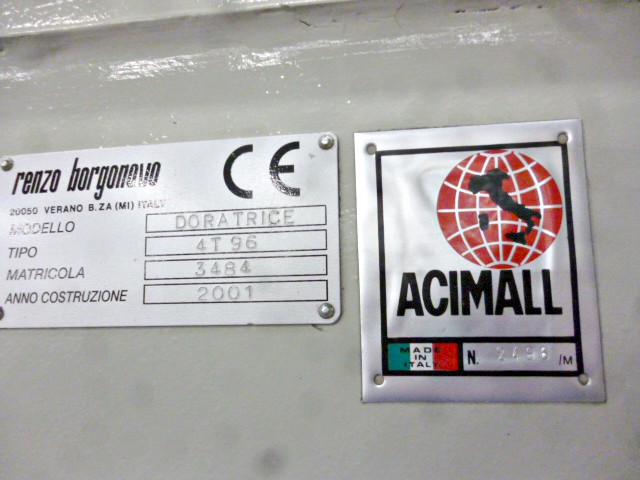 renzo borgonovo
CE
20050 VERANO B.ZA (MI) ITALY
MODELLO DORATRICE
TIPO 4T96
MATRICOLA 3484
ANNO COSTRUZIONE 2001
ACIMALL
MADE IN ITALY
N. /M